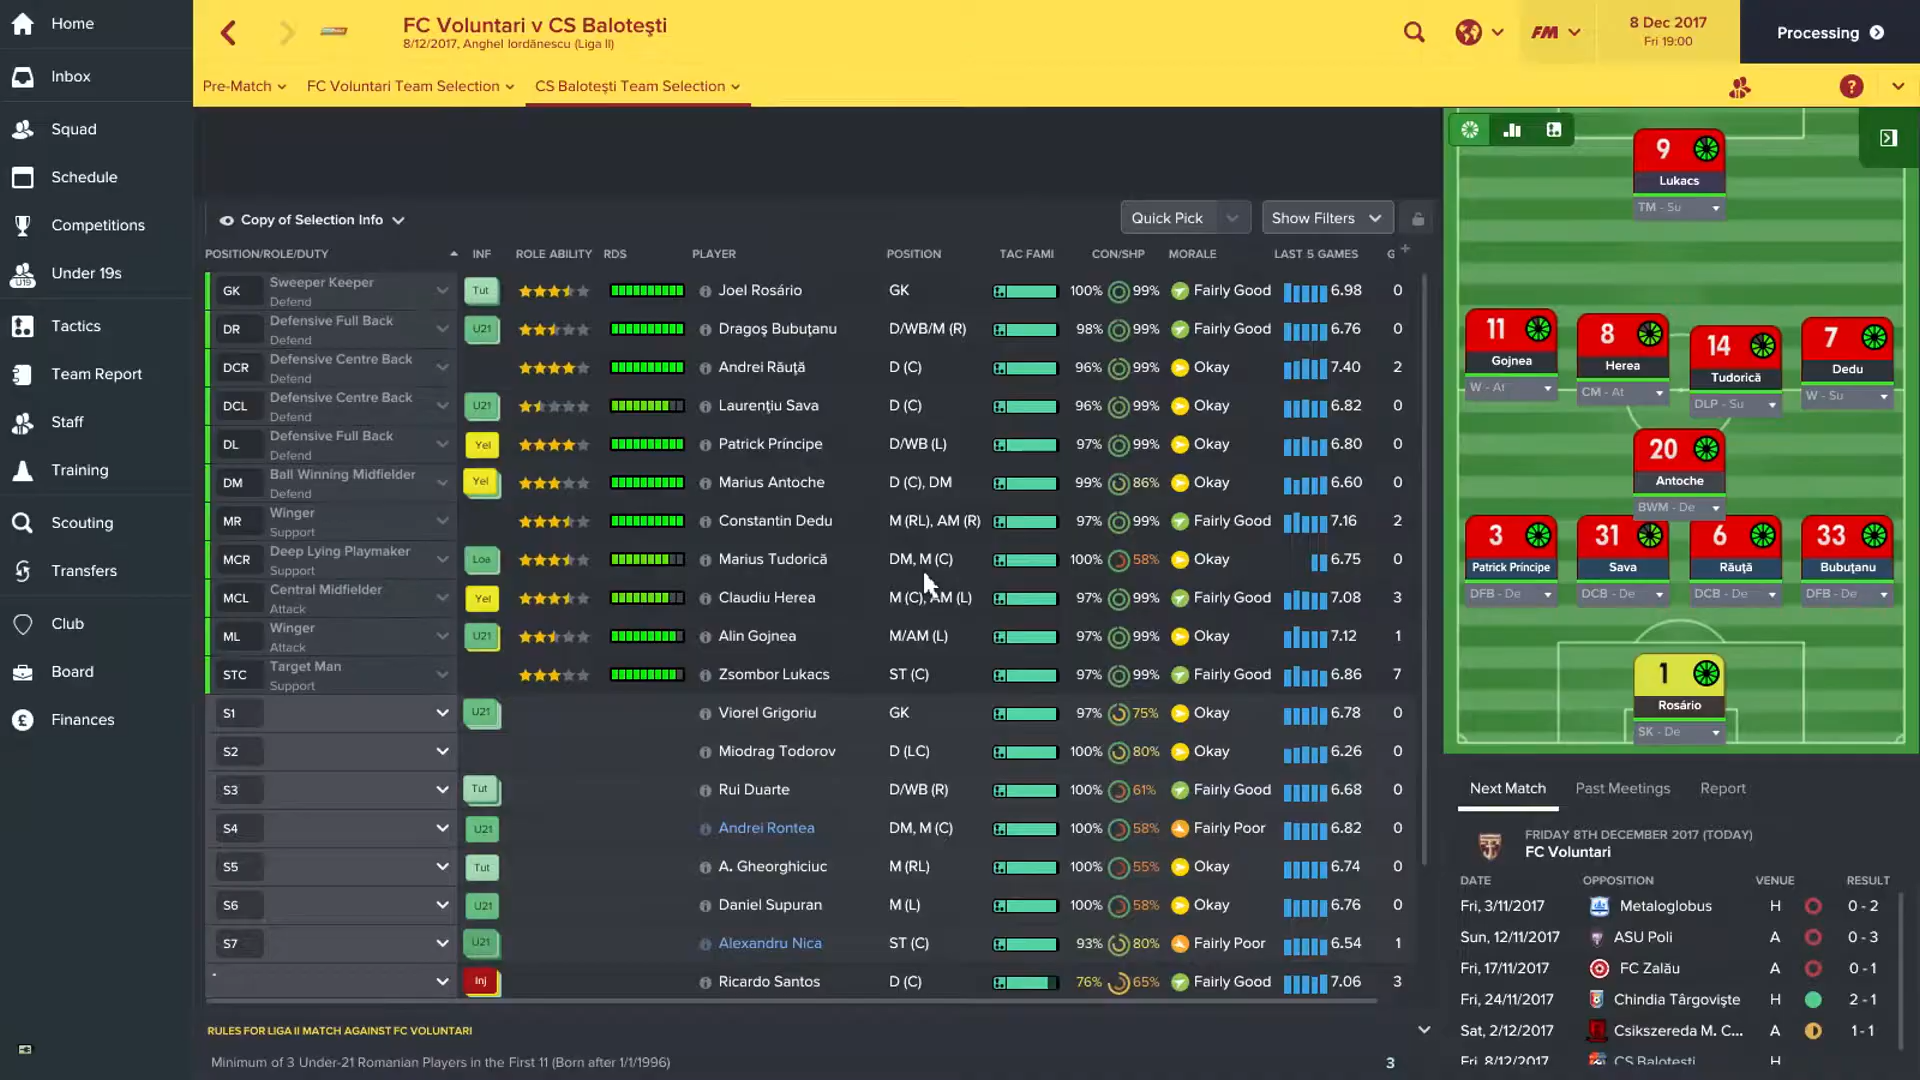 Home
Inbox
Squad
Schedule
Competitions
Under 19s
Tactics
Team Report
Staff
Training
Scouting
Transfers
Club
Board
Finances
FC Voluntari v CS Baloteşti
8/12/2017, Anghel Iordănescu (Liga II)
FM
8 Dec 2017
Fri 19:00
Processing
Pre-Match FC Voluntari Team Selection CS Baloteşti Team Selection
Copy of Selection Info Quick Pick Show Filters
POSITION/ROLE/DUTY INF ROLE ABILITY RDS PLAYER POSITION TAC FAMI CON/SHP MORALE LAST 5 GAMES G
GK Sweeper Keeper Defend Tut Joel Rosário GK 100% 99% Fairly Good 6.98 0
DR Defensive Full Back Defend U21 Dragoş Bubuţanu D/WB/M (R) 98% 99% Fairly Good 6.76 0
DCR Defensive Centre Back Defend Andrei Răuţă D (C) 96% 99% Okay 7.40 2
DCL Defensive Centre Back Defend U21 Laurenţiu Sava D (C) 96% 99% Okay 6.82 0
DL Defensive Full Back Defend Yel Patrick Príncipe D/WB (L) 97% 99% Okay 6.80 0
DM Ball Winning Midfielder Defend Yel Marius Antoche D (C), DM 99% 86% Okay 6.60 0
MR Winger Support Constantin Dedu M (RL), AM (R) 97% 99% Fairly Good 7.16 2
MCR Deep Lying Playmaker Support Loa Marius Tudorică DM, M (C) 100% 58% Okay 6.75 0
MCL Central Midfielder Attack Yel Claudiu Herea M (C), AM (L) 97% 99% Fairly Good 7.08 3
ML Winger Attack U21 Alin Gojnea M/AM (L) 97% 99% Okay 7.12 1
STC Target Man Support Zsombor Lukacs ST (C) 97% 99% Fairly Good 6.86 7
S1 U21 Viorel Grigoriu GK 97% 75% Okay 6.78 0
S2 Miodrag Todorov D (LC) 100% 80% Okay 6.26 0
S3 Tut Rui Duarte D/WB (R) 100% 61% Fairly Good 6.68 0
S4 U21 Andrei Rontea DM, M (C) 100% 58% Fairly Poor 6.82 0
S5 Tut A. Gheorghiciuc M (RL) 100% 55% Okay 6.74 0
S6 U21 Daniel Supuran M (L) 100% 58% Okay 6.76 0
S7 U21 Alexandru Nica ST (C) 93% 80% Fairly Poor 6.54 1
- Inj Ricardo Santos D (C) 76% 65% Fairly Good 7.06 3
RULES FOR LIGA II MATCH AGAINST FC VOLUNTARI
Minimum of 3 Under-21 Romanian Players in the First 11 (Born after 1/1/1996) 3
9
Lukacs
TM - Su
11 8 14 7
Gojnea Herea Tudorică Dedu
W - At CM - At DLP - Su W - Su
20
Antoche
BWM - De
3 31 6 33
Patrick Príncipe Sava Răuţă Bubuţanu
DFB - De DCB - De DCB - De DFB - De
1
Rosário
SK - De
Next Match Past Meetings Report
FRIDAY 8TH DECEMBER 2017 (TODAY)
FC Voluntari
DATE OPPOSITION VENUE RESULT
Fri, 3/11/2017 Metaloglobus H 0 - 2
Sun, 12/11/2017 ASU Poli A 0 - 3
Fri, 17/11/2017 FC Zalău A 0 - 1
Fri, 24/11/2017 Chindia Târgovişte H 2 - 1
Sat, 2/12/2017 Csikszereda M. C... A 1 - 1
Fri, 8/12/2017 CS Baloteşti H